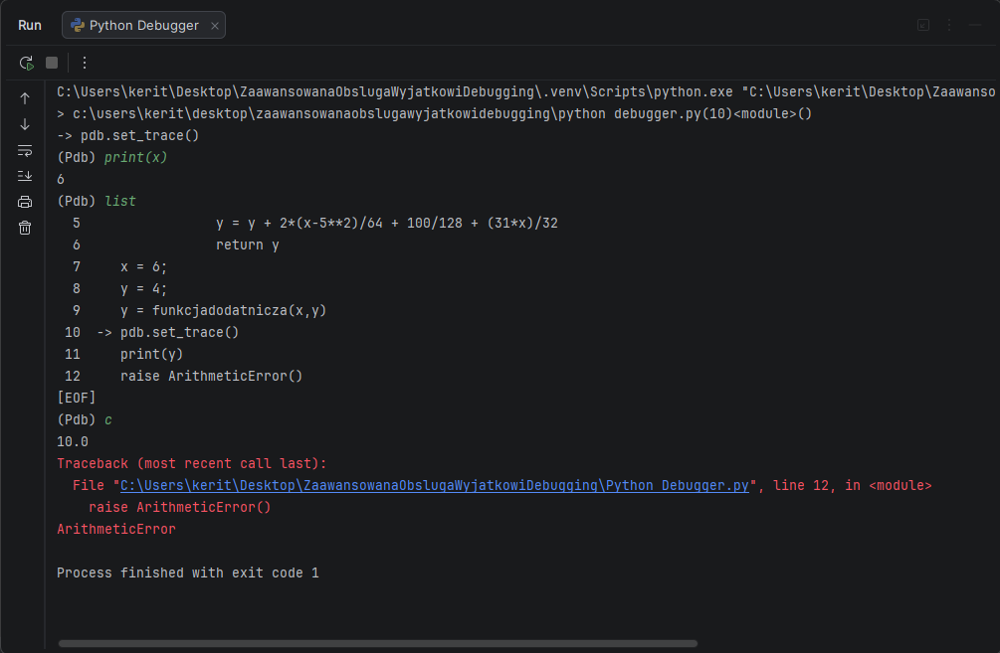 Run Python Debugger
C:\Users\kerit\Desktop\ZaawansowanaObslugaWyjatkowiDebugging\.venv\Scripts\python.exe "C:\Users\kerit\Desktop\Zaawanso
> c:\users\kerit\desktop\zaawansowanaobslugawyjatkowidebugging\python debugger.py(10)<module>()
-> pdb.set_trace()
(Pdb) print(x)
6
(Pdb) list
5 y = y + 2*(x-5**2)/64 + 100/128 + (31*x)/32
6 return y
7 x = 6;
8 y = 4;
9 y = funkcjadodatnicza(x,y)
10 -> pdb.set_trace()
11 print(y)
12 raise ArithmeticError()
[EOF]
(Pdb) c
10.0
Traceback (most recent call last):
File "C:\Users\kerit\Desktop\ZaawansowanaObslugaWyjatkowiDebugging\Python Debugger.py", line 12, in <module>
raise ArithmeticError()
ArithmeticError
Process finished with exit code 1